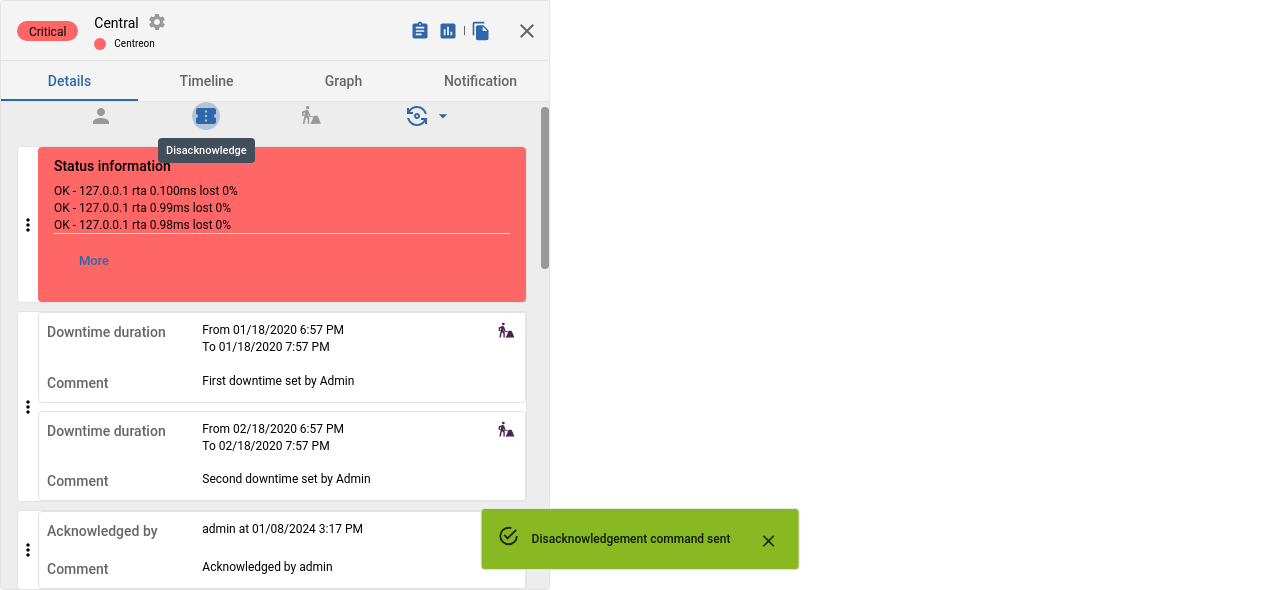 Critical
Central
Centreon
Details
Timeline
Graph
Notification
Disacknowledge
Status information
OK - 127.0.0.1 rta 0.100ms lost 0%
OK - 127.0.0.1 rta 0.99ms lost 0%
OK - 127.0.0.1 rta 0.98ms lost 0%
More
Downtime duration
From 01/18/2020 6:57 PM
To 01/18/2020 7:57 PM
Comment
First downtime set by Admin
Downtime duration
From 02/18/2020 6:57 PM
To 02/18/2020 7:57 PM
Comment
Second downtime set by Admin
Acknowledged by
admin at 01/08/2024 3:17 PM
Comment
Acknowledged by admin
Disacknowledgement command sent